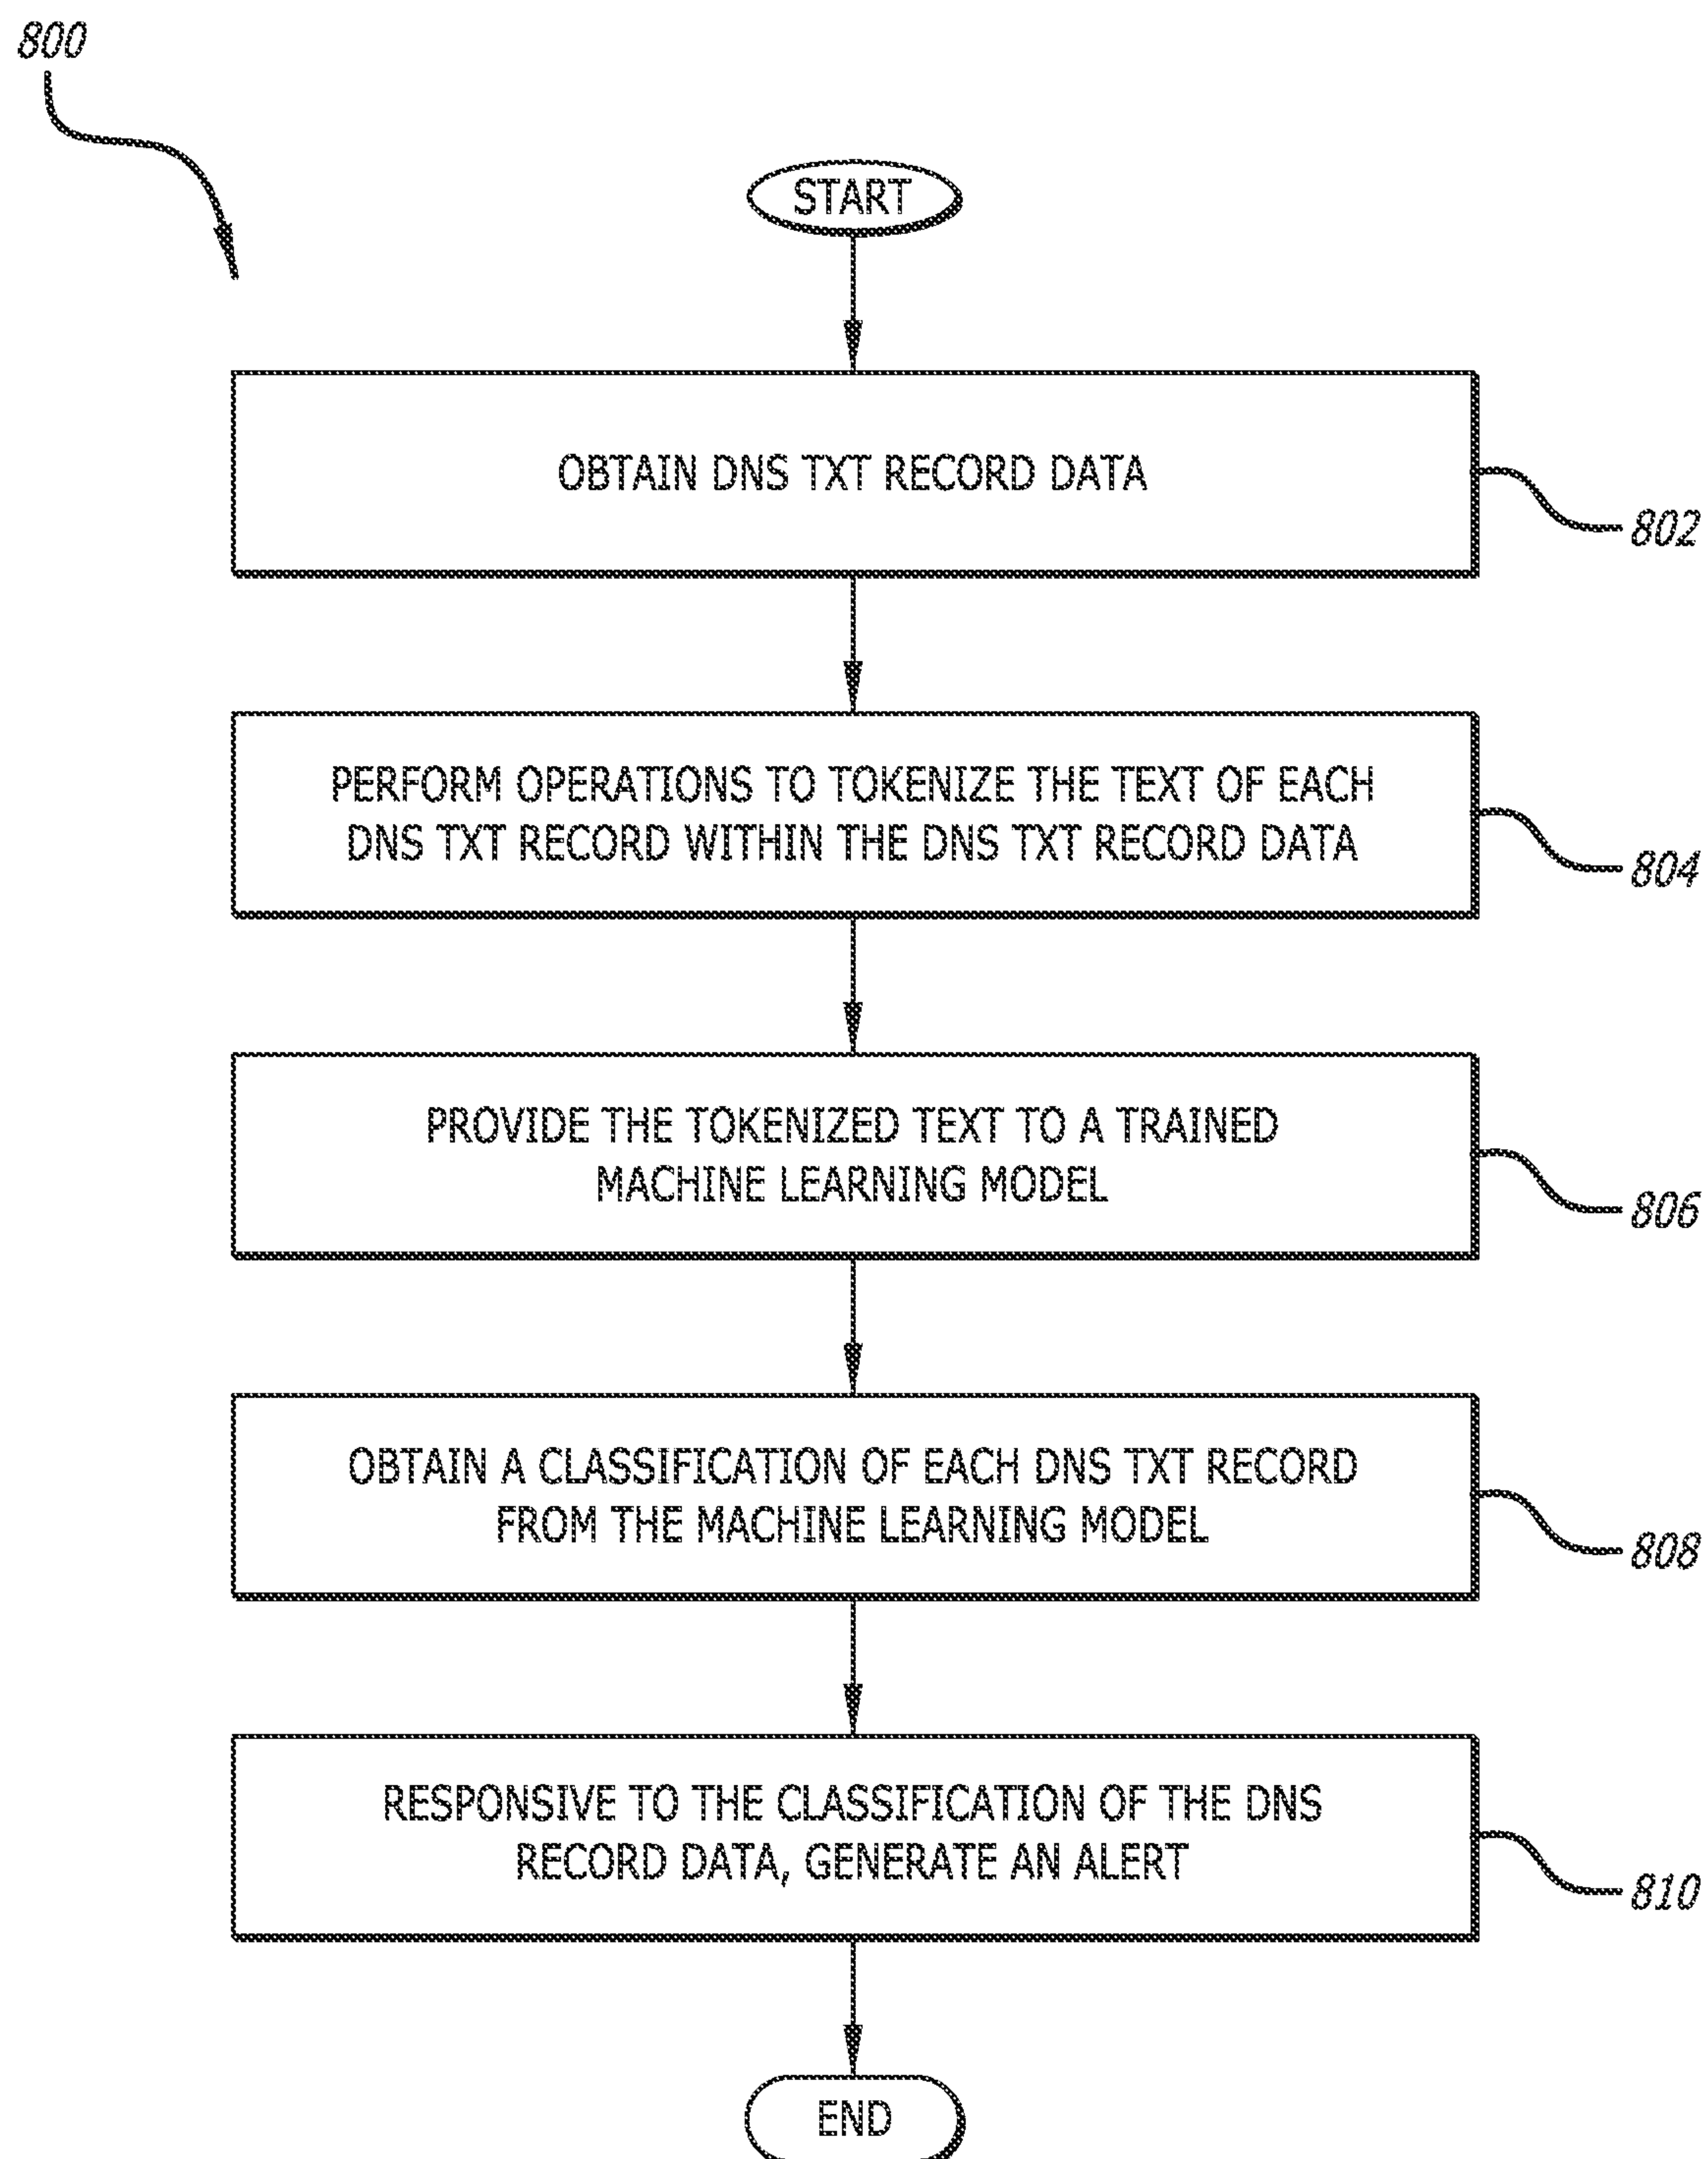 800
START
OBTAIN DNS TXT RECORD DATA
802
PERFORM OPERATIONS TO TOKENIZE THE TEXT OF EACH
DNS TXT RECORD WITHIN THE DNS TXT RECORD DATA
804
PROVIDE THE TOKENIZED TEXT TO A TRAINED
MACHINE LEARNING MODEL
806
OBTAIN A CLASSIFICATION OF EACH DNS TXT RECORD
FROM THE MACHINE LEARNING MODEL
808
RESPONSIVE TO THE CLASSIFICATION OF THE DNS
RECORD DATA, GENERATE AN ALERT
810
END